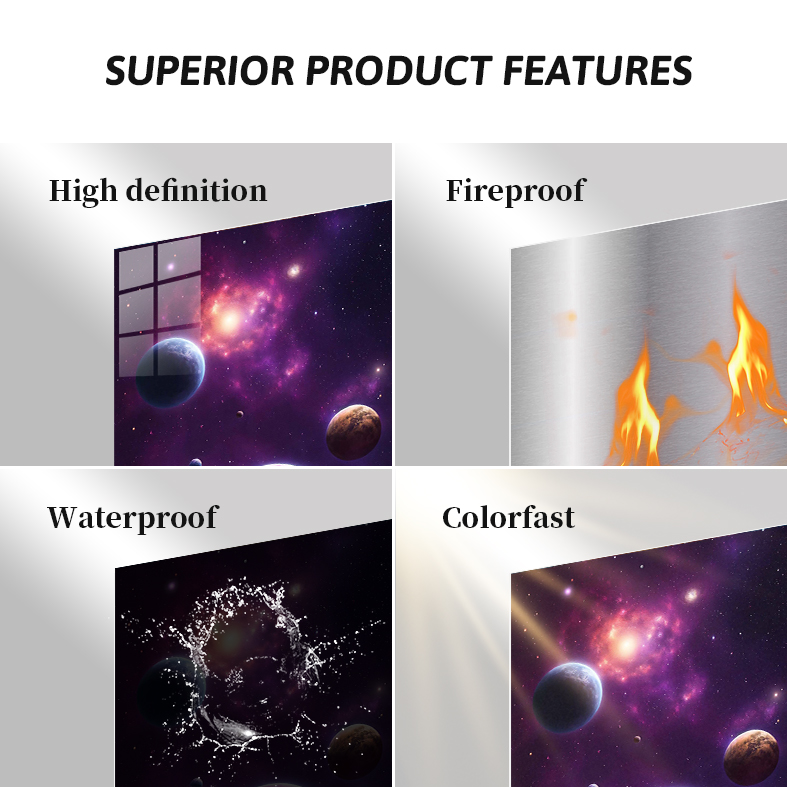 SUPERIOR PRODUCT FEATURES
High definition
Fireproof
Waterproof
Colorfast